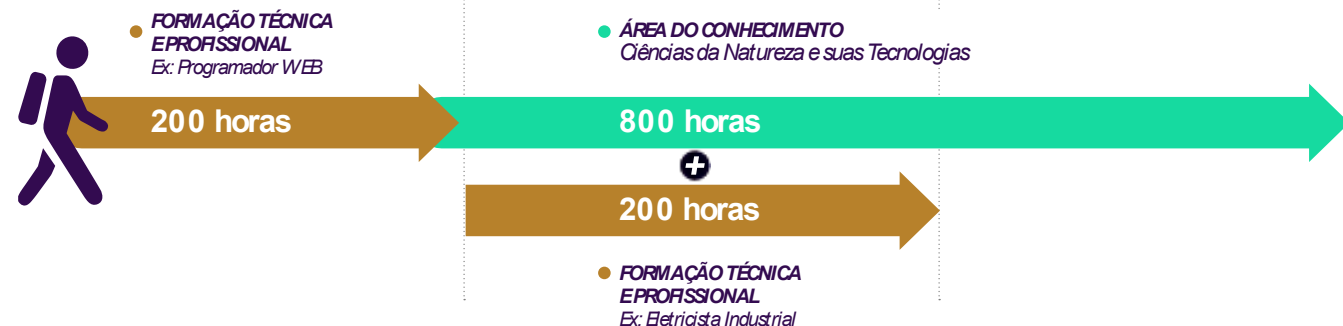 FORMAÇÃO TÉCNICA
E PROFISSIONAL
Ex: Programador WEB
ÁREA DO CONHECIMENTO
Ciências da Natureza e suas Tecnologias
200 horas
800 horas
+
200 horas
FORMAÇÃO TÉCNICA
E PROFISSIONAL
Ex: Eletricista Industrial